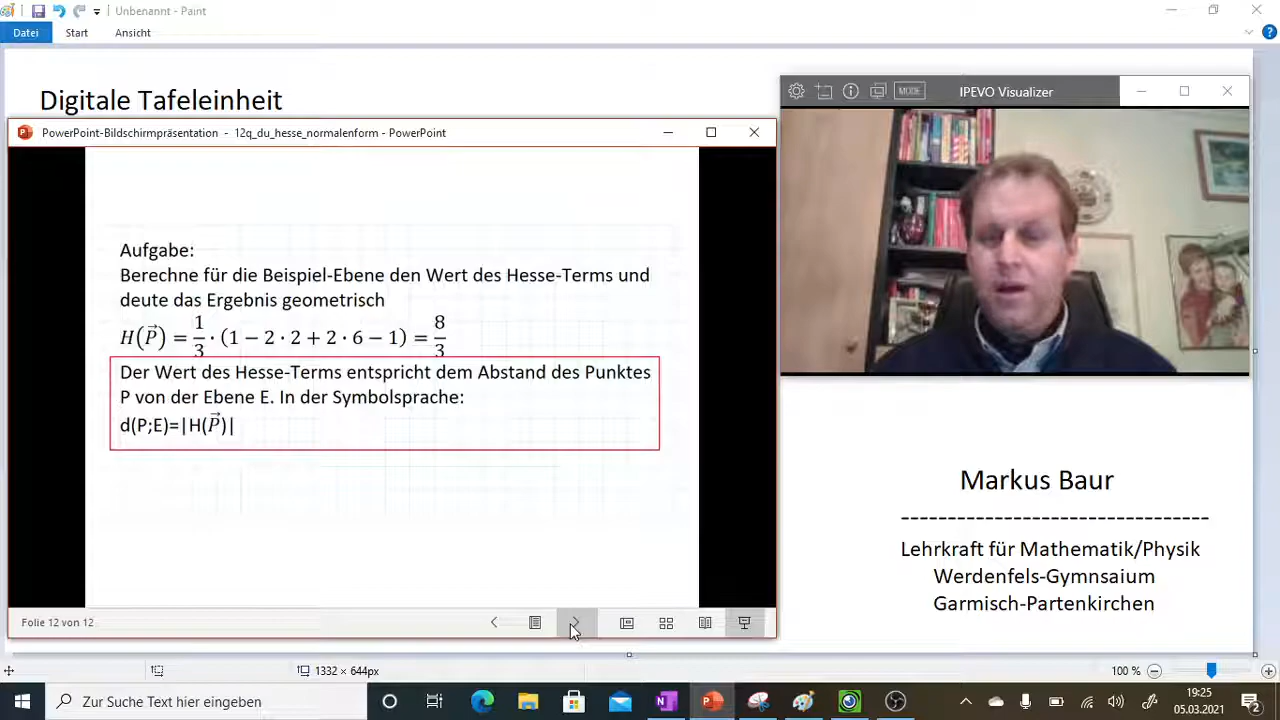 Unbenannt - Paint
Datei Start Ansicht
Digitale Tafeleinheit
PowerPoint-Bildschirmpräsentation - 12q_du_hesse_normalenform - PowerPoint
MODE IPEVO Visualizer
Aufgabe:
Berechne für die Beispiel-Ebene den Wert des Hesse-Terms und
deute das Ergebnis geometrisch
H(P⃗) = 1/3 · (1 − 2 · 2 + 2 · 6 − 1) = 8/3
Der Wert des Hesse-Terms entspricht dem Abstand des Punktes
P von der Ebene E. In der Symbolsprache:
d(P;E)=|H(P⃗)|
Markus Baur
-------------------------------
Lehrkraft für Mathematik/Physik
Werdenfels-Gymnsaium
Garmisch-Partenkirchen
Folie 12 von 12
1332 × 644px
100 %
Zur Suche Text hier eingeben
19:25
05.03.2021